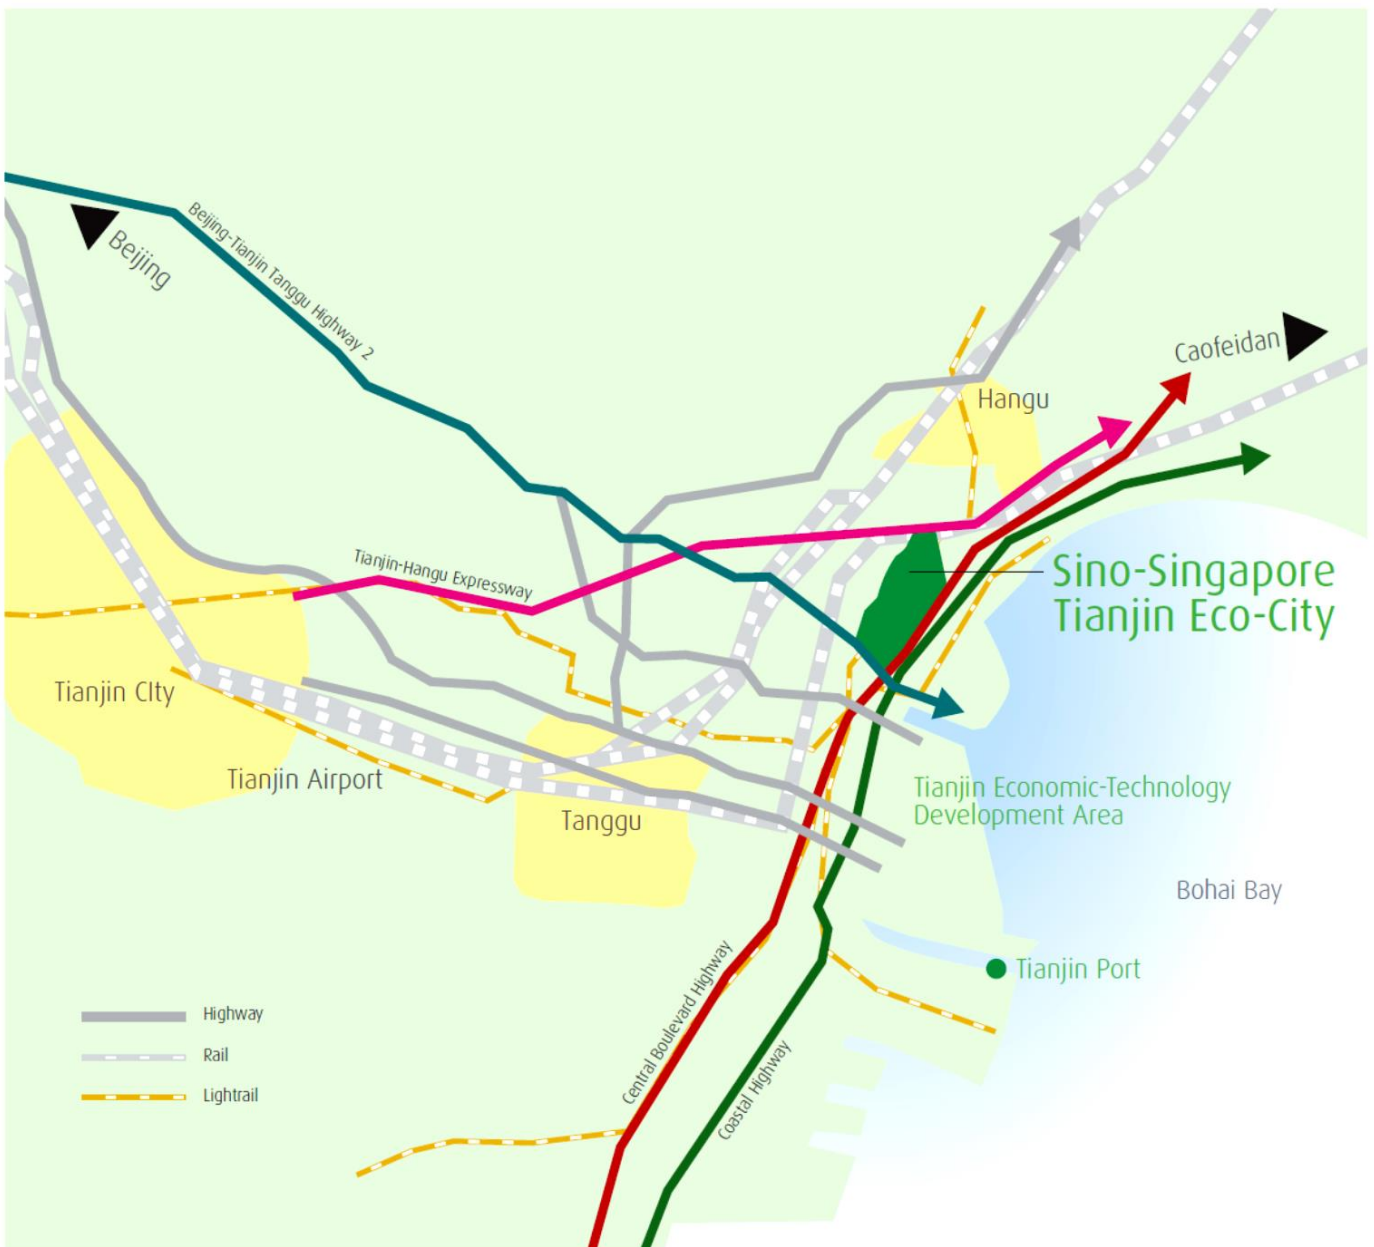 Beijing-Tianjin Tanggu Highway 2
Beijing
Caofeidan
Hangu
Tianjin-Hangu Expressway
Sino-Singapore
Tianjin Eco-City
Tianjin CIty
Tianjin Airport
Tanggu
Tianjin Economic-Technology
Development Area
Bohai Bay
Tianjin Port
Central Boulevard Highway
Coastal Highway
Highway
Rail
Lightrail